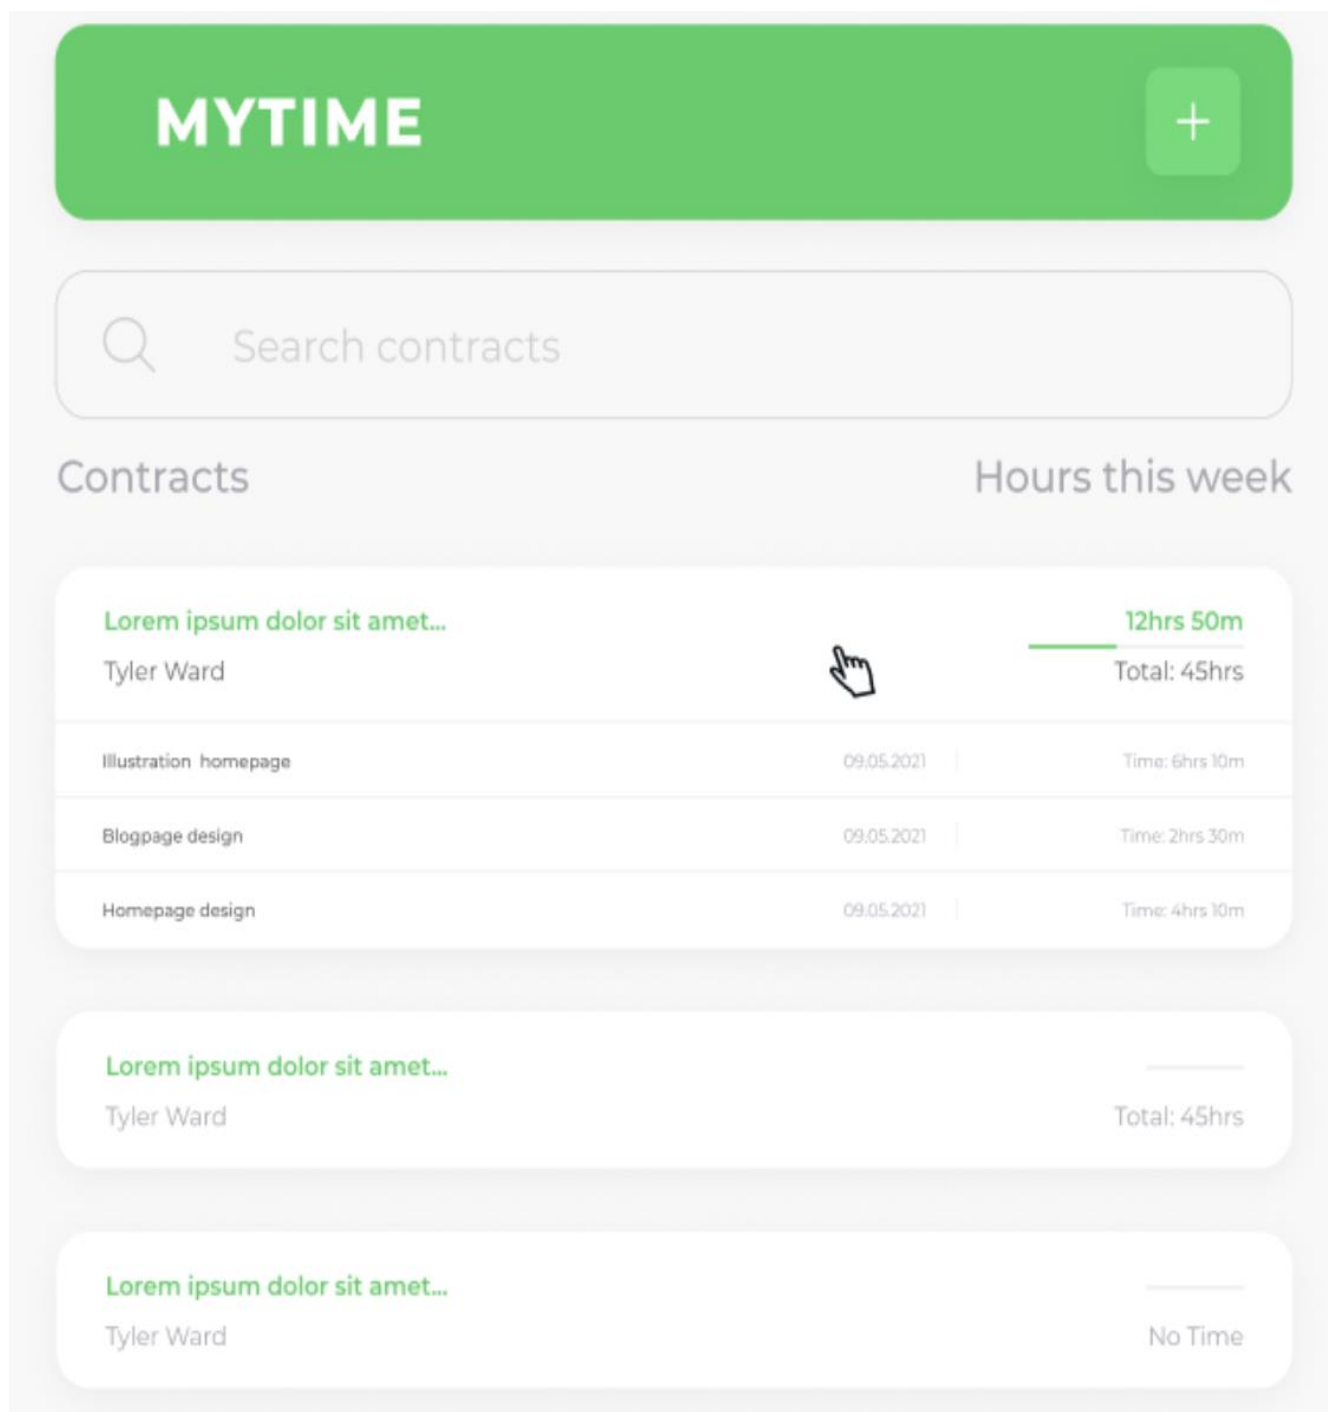 MYTIME
+
Search contracts
Contracts Hours this week
Lorem ipsum dolor sit amet... 12hrs 50m
Tyler Ward Total: 45hrs
Illustration homepage 09.05.2021 Time: 6hrs 10m
Blogpage design 09.05.2021 Time: 2hrs 30m
Homepage design 09.05.2021 Time: 4hrs 10m
Lorem ipsum dolor sit amet...
Tyler Ward Total: 45hrs
Lorem ipsum dolor sit amet...
Tyler Ward No Time